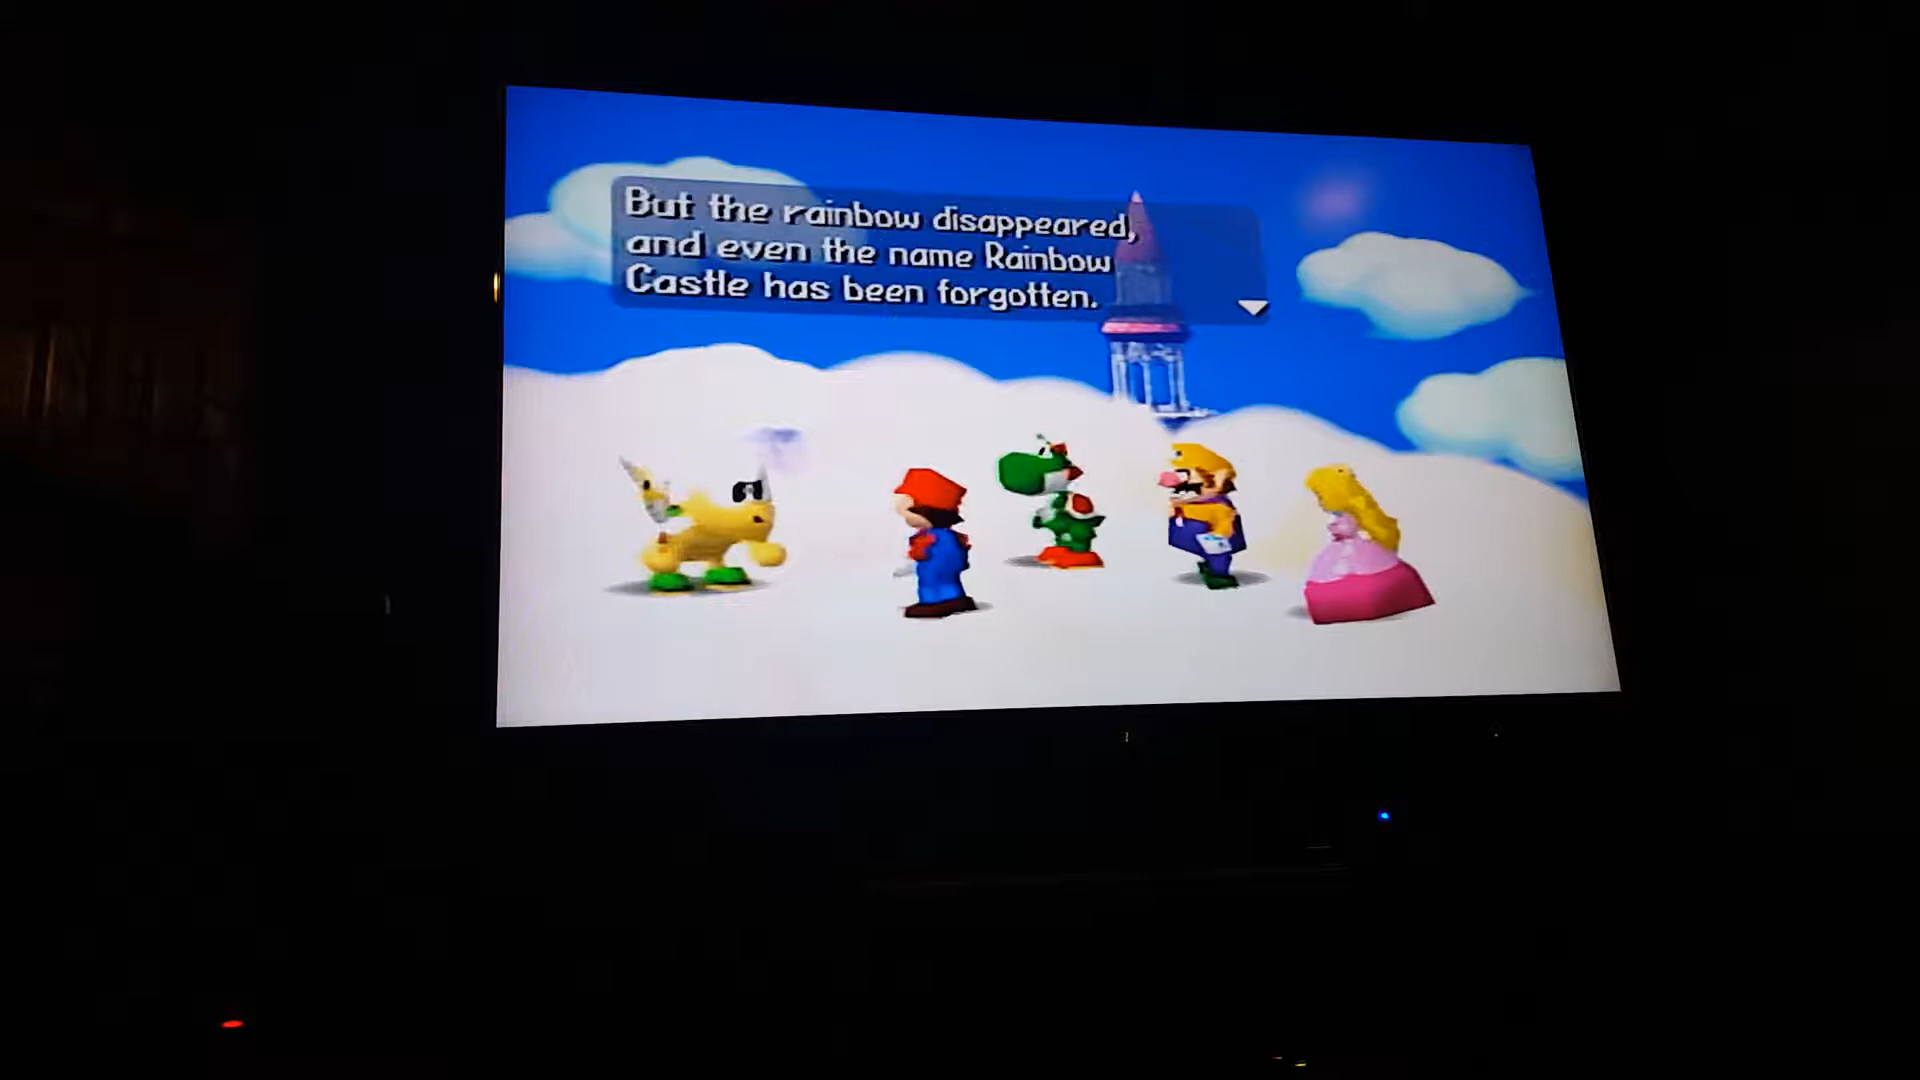 But the rainbow disappeared,
and even the name Rainbow
Castle has been forgotten.